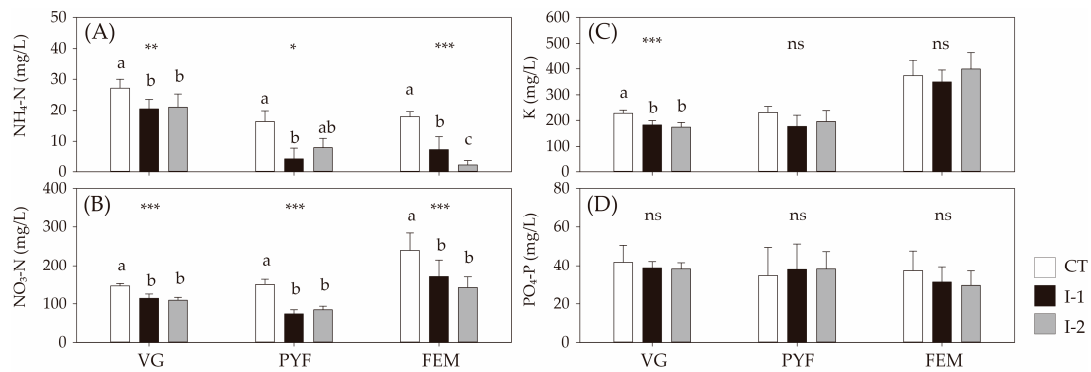 (A)
NH₄-N (mg/L)
50
40
30
20
10
0
** * ***
a b b a b ab a b c
(B)
NO₃-N (mg/L)
400
300
200
100
0
*** *** ***
a b b a b b a b b
VG PYF FEM
(C)
K (mg/L)
600
500
400
300
200
100
0
*** ns ns
a b b
(D)
PO₄-P (mg/L)
80
60
40
20
0
ns ns ns
VG PYF FEM
CT
I-1
I-2